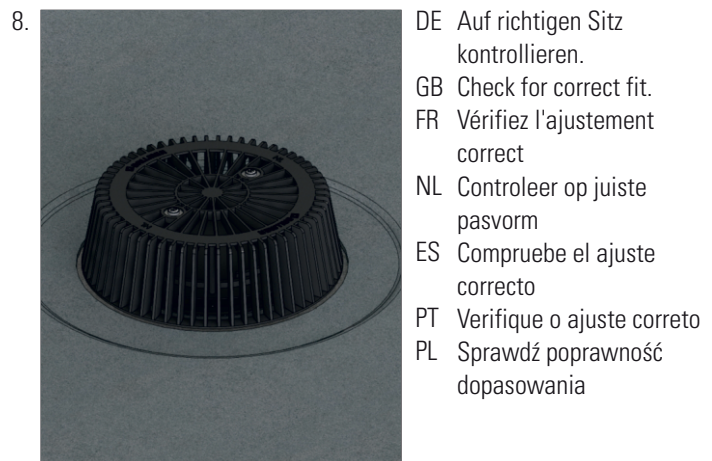 8.
DE Auf richtigen Sitz
kontrollieren.
GB Check for correct fit.
FR Vérifiez l'ajustement
correct
NL Controleer op juiste
pasvorm
ES Compruebe el ajuste
correcto
PT Verifique o ajuste correto
PL Sprawdź poprawność
dopasowania